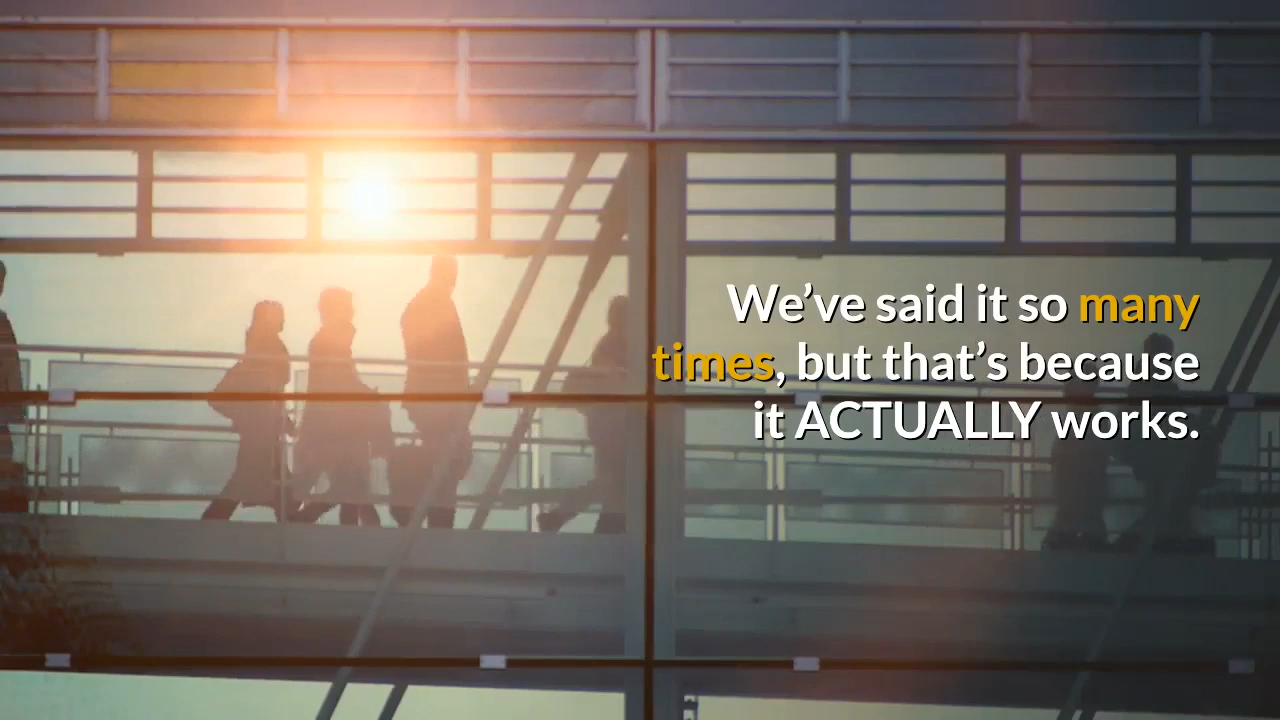 We’ve said it so many
times, but that’s because
it ACTUALLY works.